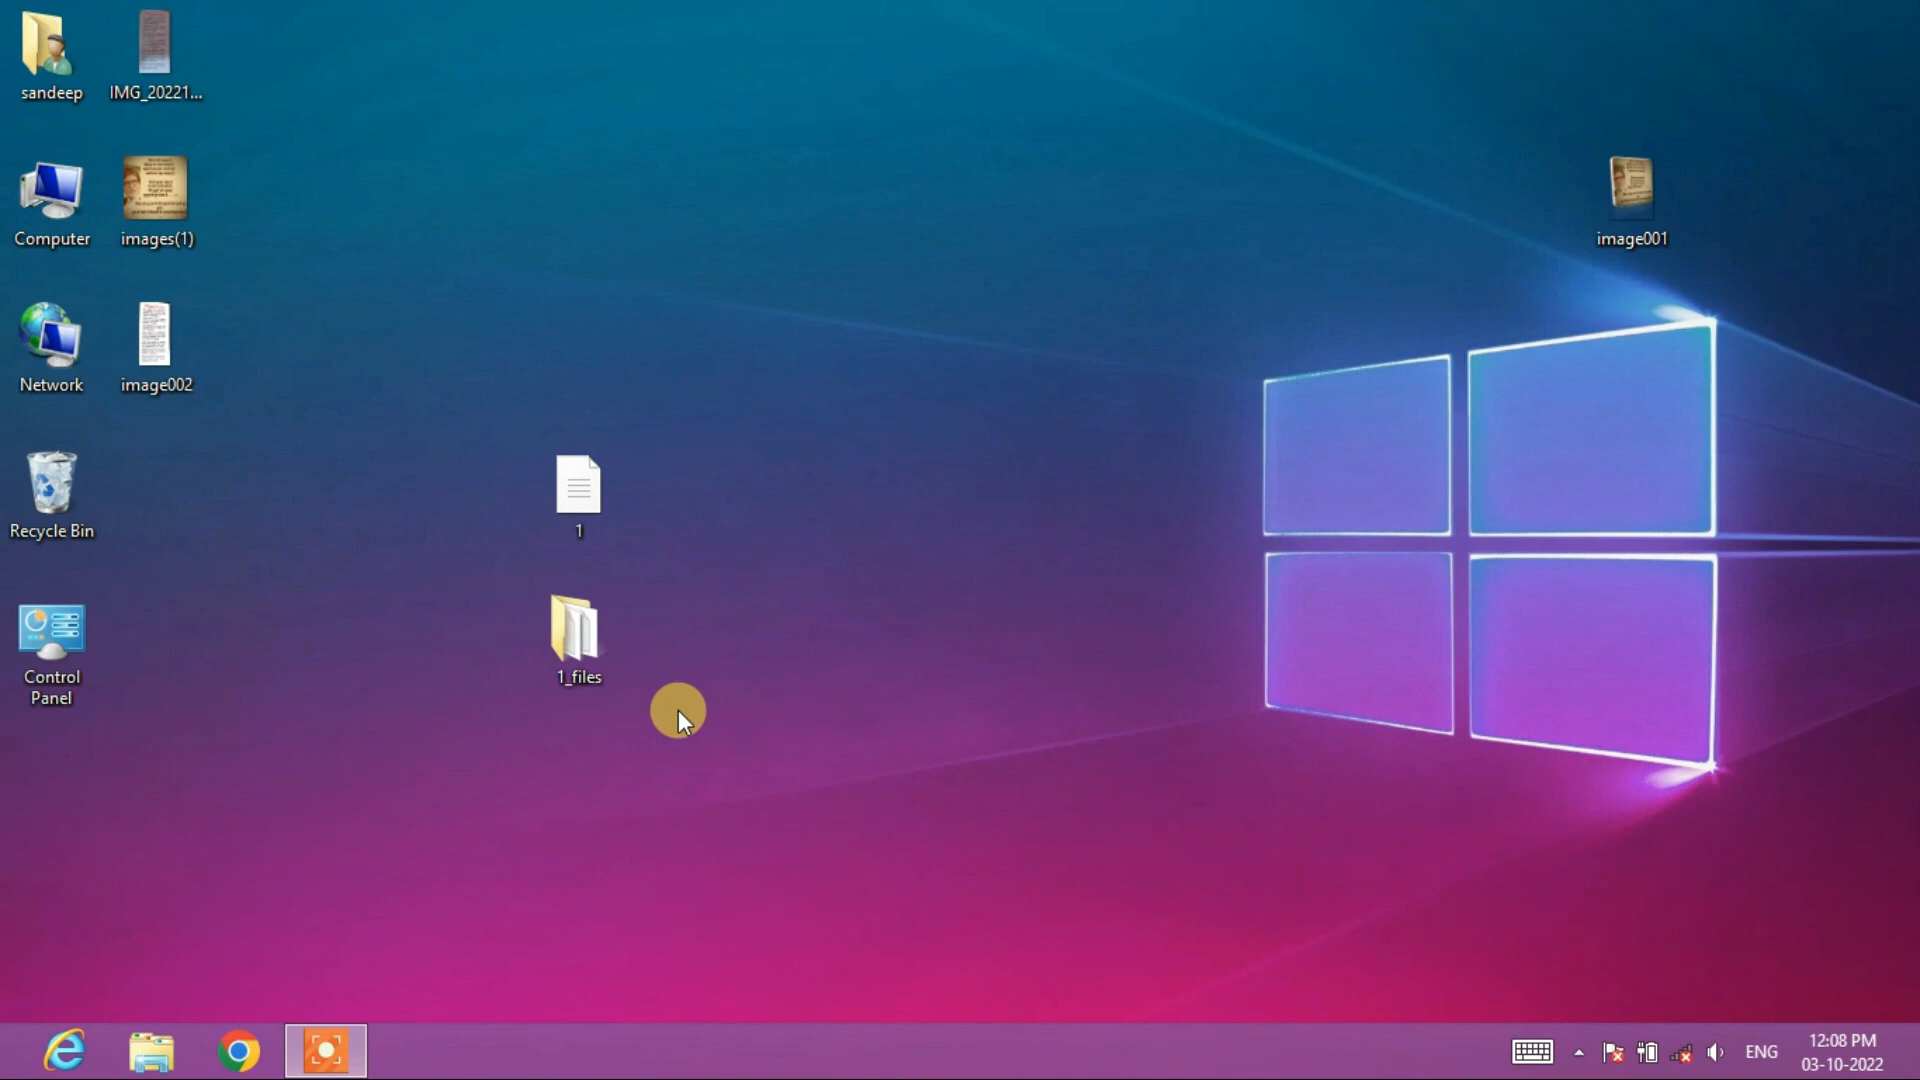 sandeep
IMG_20221...
Computer
images(1)
image001
Network
image002
Recycle Bin
1
Control
Panel
1_files
ENG
12:08 PM
03-10-2022